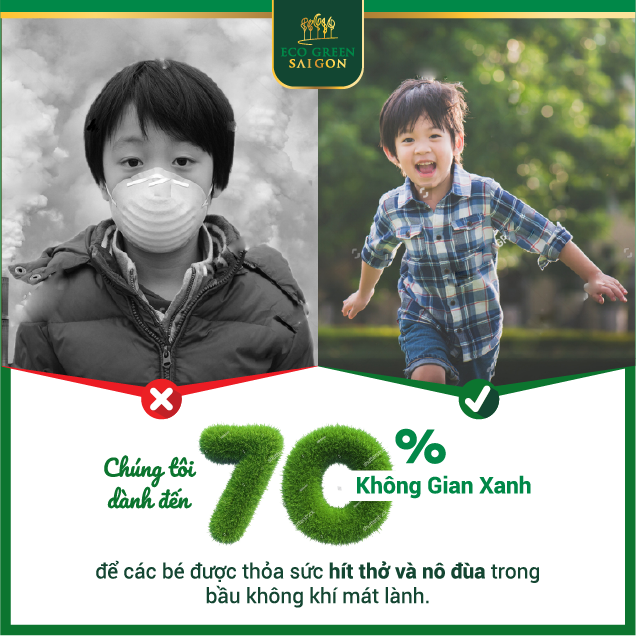 ECO GREEN
SAIGON
Chúng tôi
dành đến
70%
Không Gian Xanh
để các bé được thỏa sức hít thở và nô đùa trong
bầu không khí mát lành.